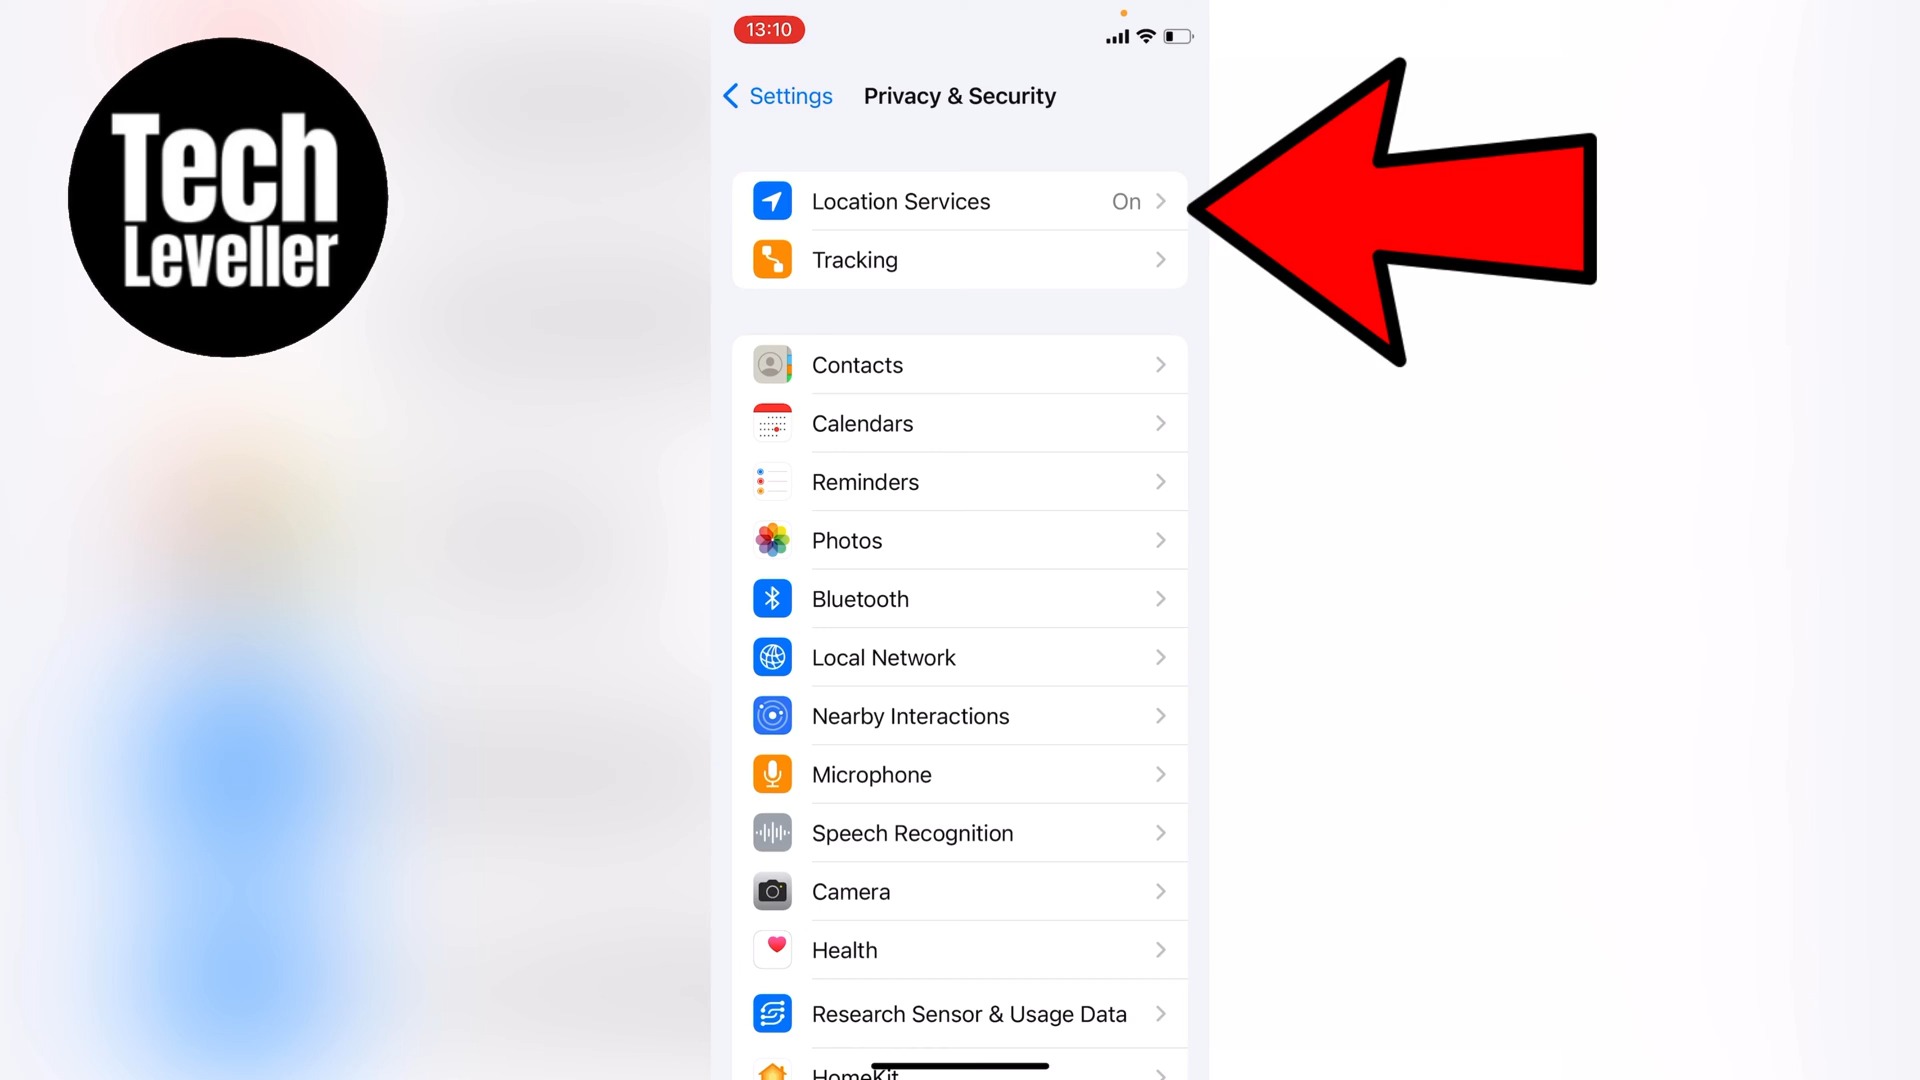 Tech
Leveller
13:10
Settings
Privacy & Security
Location Services On
Tracking
Contacts
Calendars
Reminders
Photos
Bluetooth
Local Network
Nearby Interactions
Microphone
Speech Recognition
Camera
Health
Research Sensor & Usage Data
HomeKit